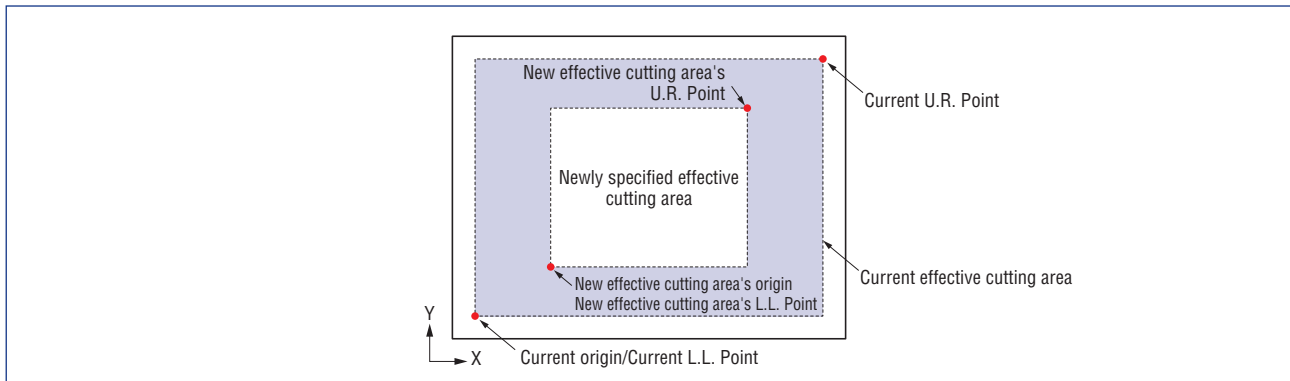 New effective cutting area's
U.R. Point
Current U.R. Point
Newly specified effective
cutting area
Current effective cutting area
New effective cutting area's origin
New effective cutting area's L.L. Point
Y
X
Current origin/Current L.L. Point